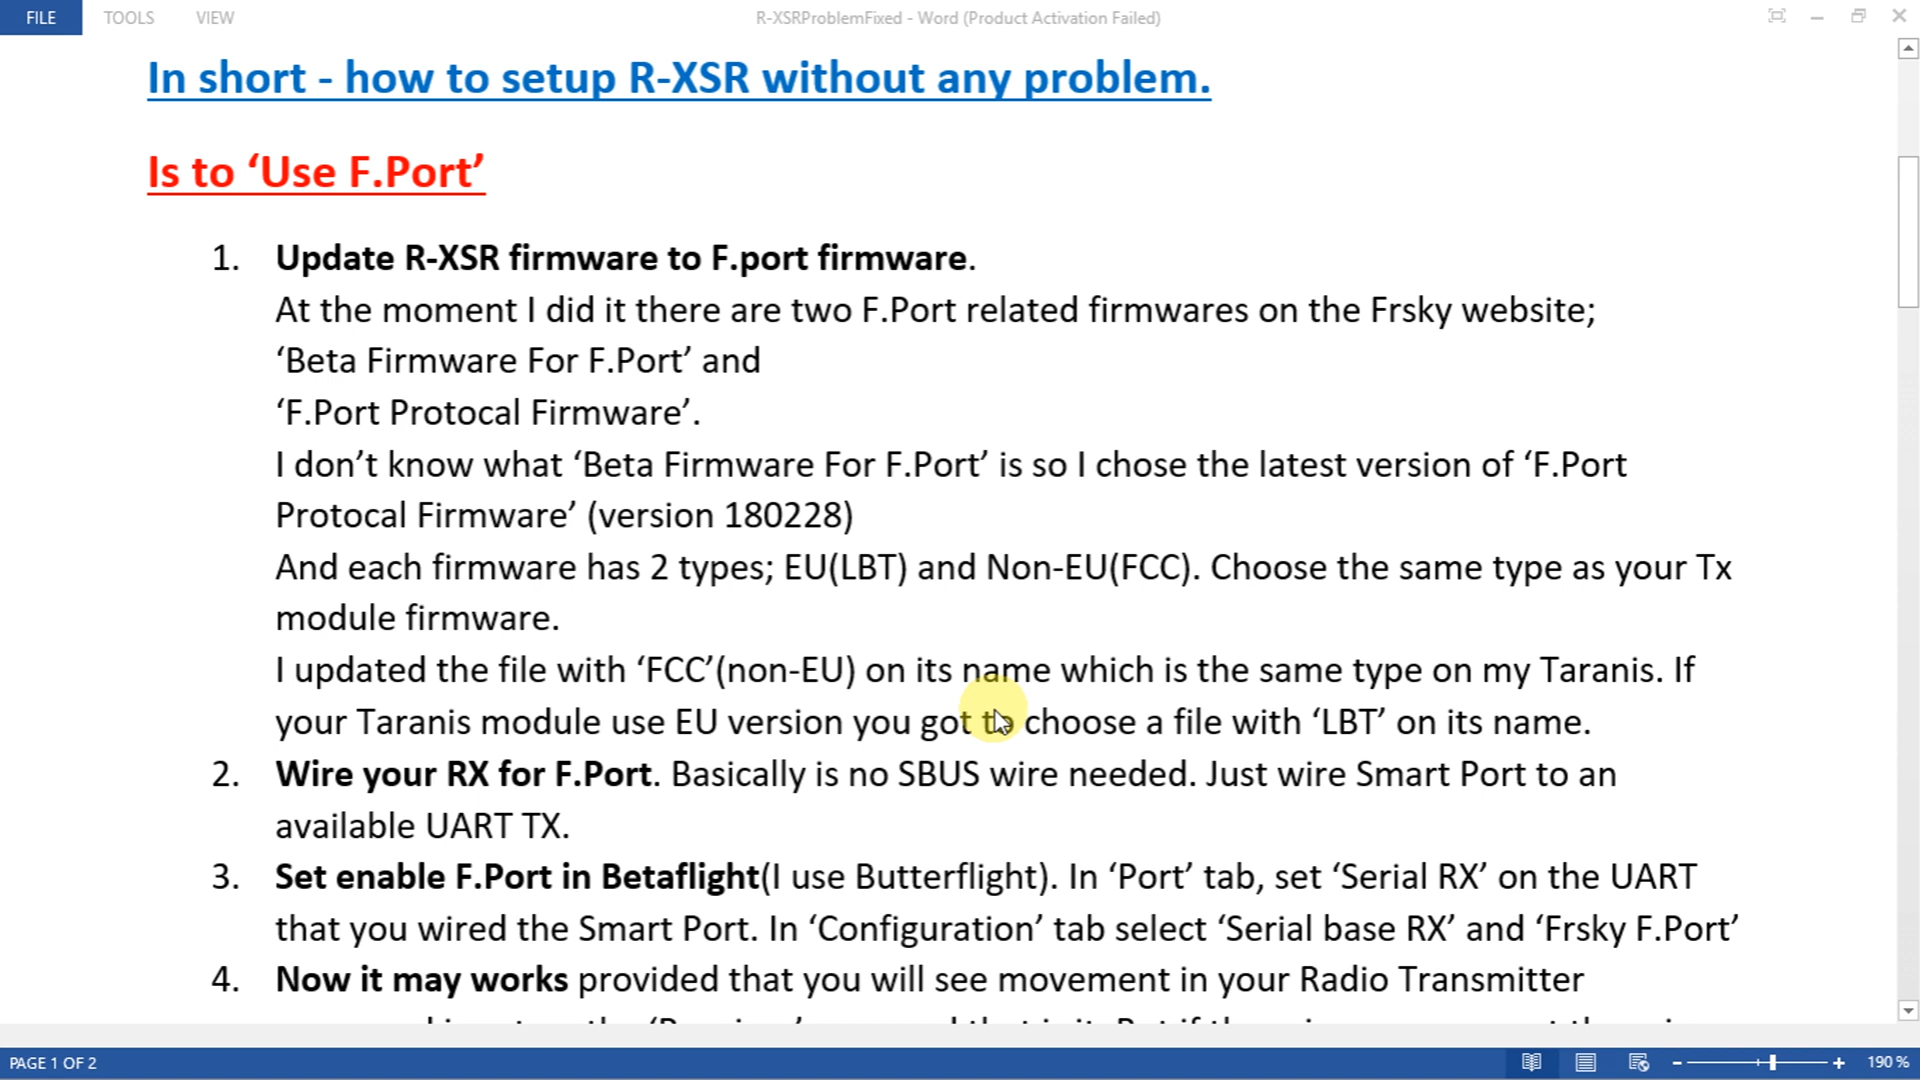 FILE TOOLS VIEW R-XSRProblemFixed - Word (Product Activation Failed)
In short - how to setup R-XSR without any problem.
Is to ‘Use F.Port’
1. Update R-XSR firmware to F.port firmware.
At the moment I did it there are two F.Port related firmwares on the Frsky website;
‘Beta Firmware For F.Port’ and
‘F.Port Protocal Firmware’.
I don’t know what ‘Beta Firmware For F.Port’ is so I chose the latest version of ‘F.Port
Protocal Firmware’ (version 180228)
And each firmware has 2 types; EU(LBT) and Non-EU(FCC). Choose the same type as your Tx
module firmware.
I updated the file with ‘FCC’(non-EU) on its name which is the same type on my Taranis. If
your Taranis module use EU version you got to choose a file with ‘LBT’ on its name.
2. Wire your RX for F.Port. Basically is no SBUS wire needed. Just wire Smart Port to an
available UART TX.
3. Set enable F.Port in Betaflight(I use Butterflight). In ‘Port’ tab, set ‘Serial RX’ on the UART
that you wired the Smart Port. In ‘Configuration’ tab select ‘Serial base RX’ and ‘Frsky F.Port’
4. Now it may works provided that you will see movement in your Radio Transmitter
PAGE 1 OF 2 190 %